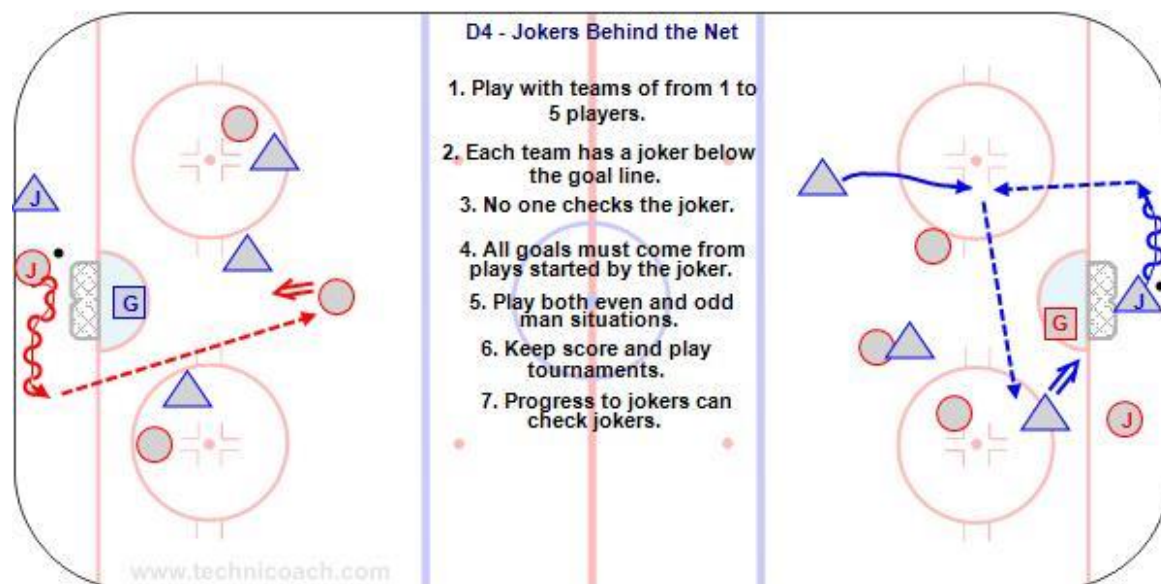 D4 - Jokers Behind the Net
1. Play with teams of from 1 to
5 players.
2. Each team has a joker below
the goal line.
3. No one checks the joker.
4. All goals must come from
plays started by the joker.
5. Play both even and odd
man situations.
6. Keep score and play
tournaments.
7. Progress to jokers can
check jokers.
J
J
G
G
J
J
www.technicoach.com